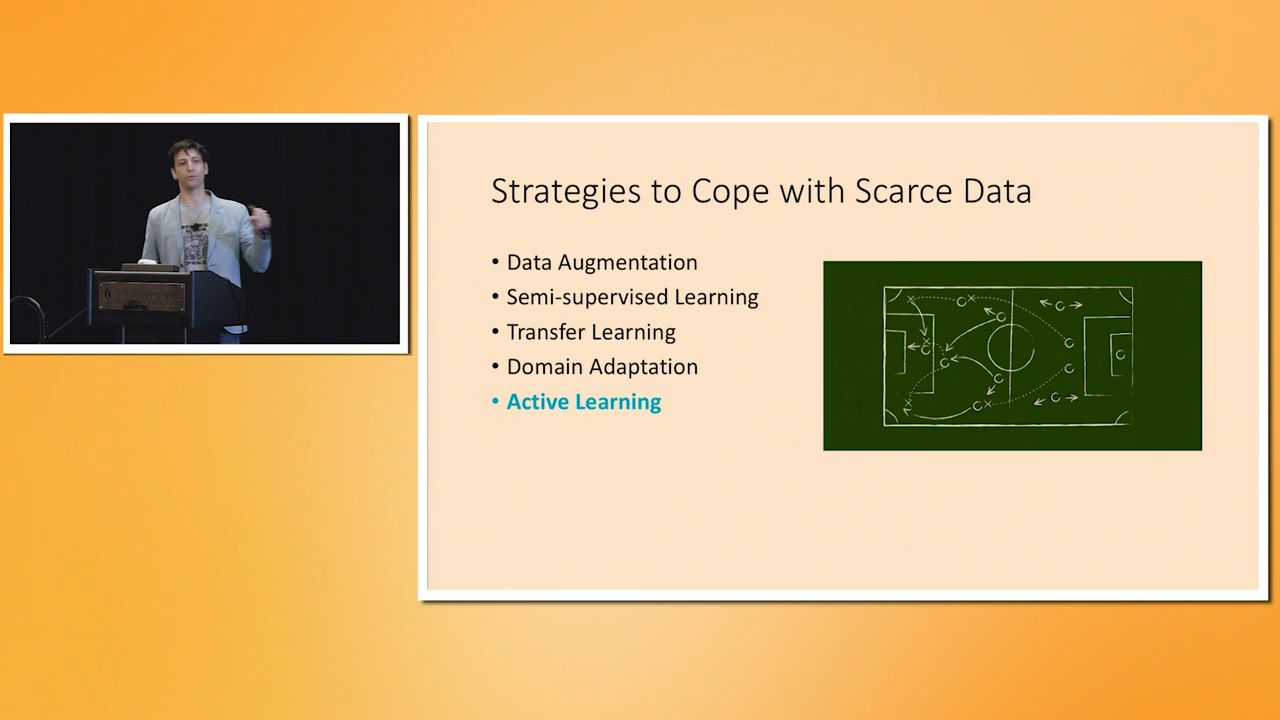 Strategies to Cope with Scarce Data
• Data Augmentation
• Semi-supervised Learning
• Transfer Learning
• Domain Adaptation
• Active Learning